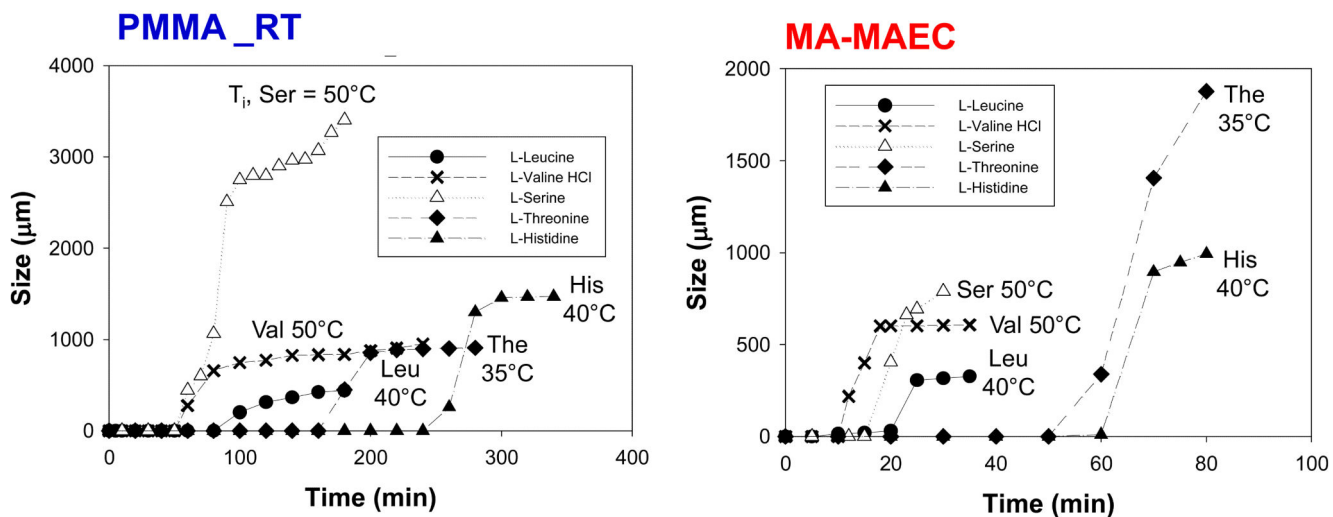 PMMA _RT
4000
3000
2000
1000
0
Size (μm)
0
100
200
300
400
Time (min)
Ti, Ser = 50°C
L-Leucine
L-Valine HCl
L-Serine
L-Threonine
L-Histidine
Val 50°C
Leu
40°C
The
35°C
His
40°C
MA-MAEC
2000
1500
1000
500
0
Size (μm)
0
20
40
60
80
100
Time (min)
L-Leucine
L-Valine HCl
L-Serine
L-Threonine
L-Histidine
The
35°C
His
40°C
Ser 50°C
Val 50°C
Leu
40°C